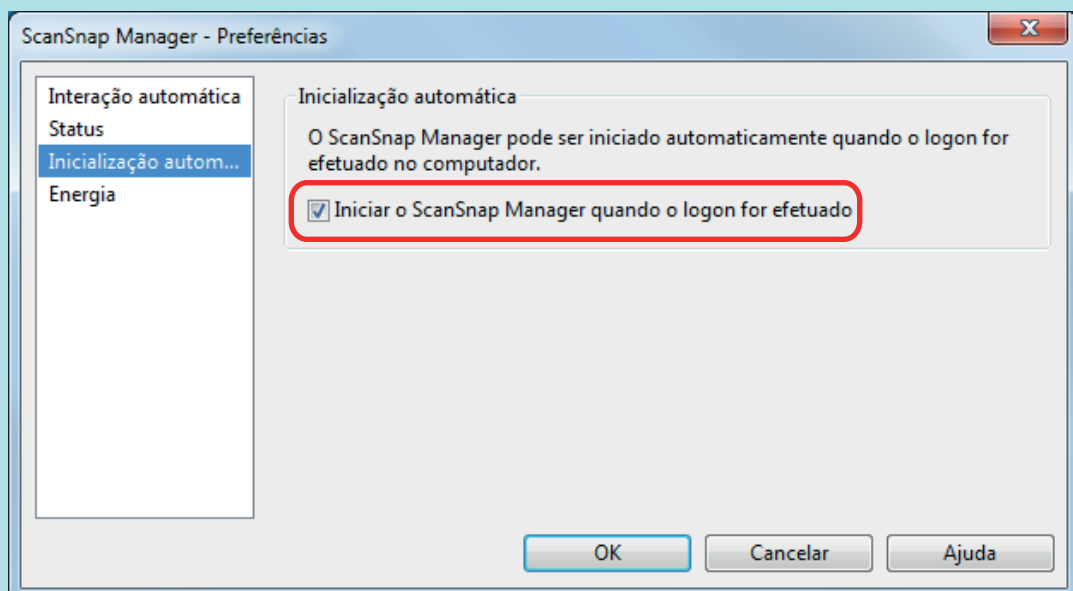 ScanSnap Manager - Preferências
Interação automática
Status
Inicialização autom...
Energia
Inicialização automática
O ScanSnap Manager pode ser iniciado automaticamente quando o logon for
efetuado no computador.
Iniciar o ScanSnap Manager quando o logon for efetuado
OK
Cancelar
Ajuda